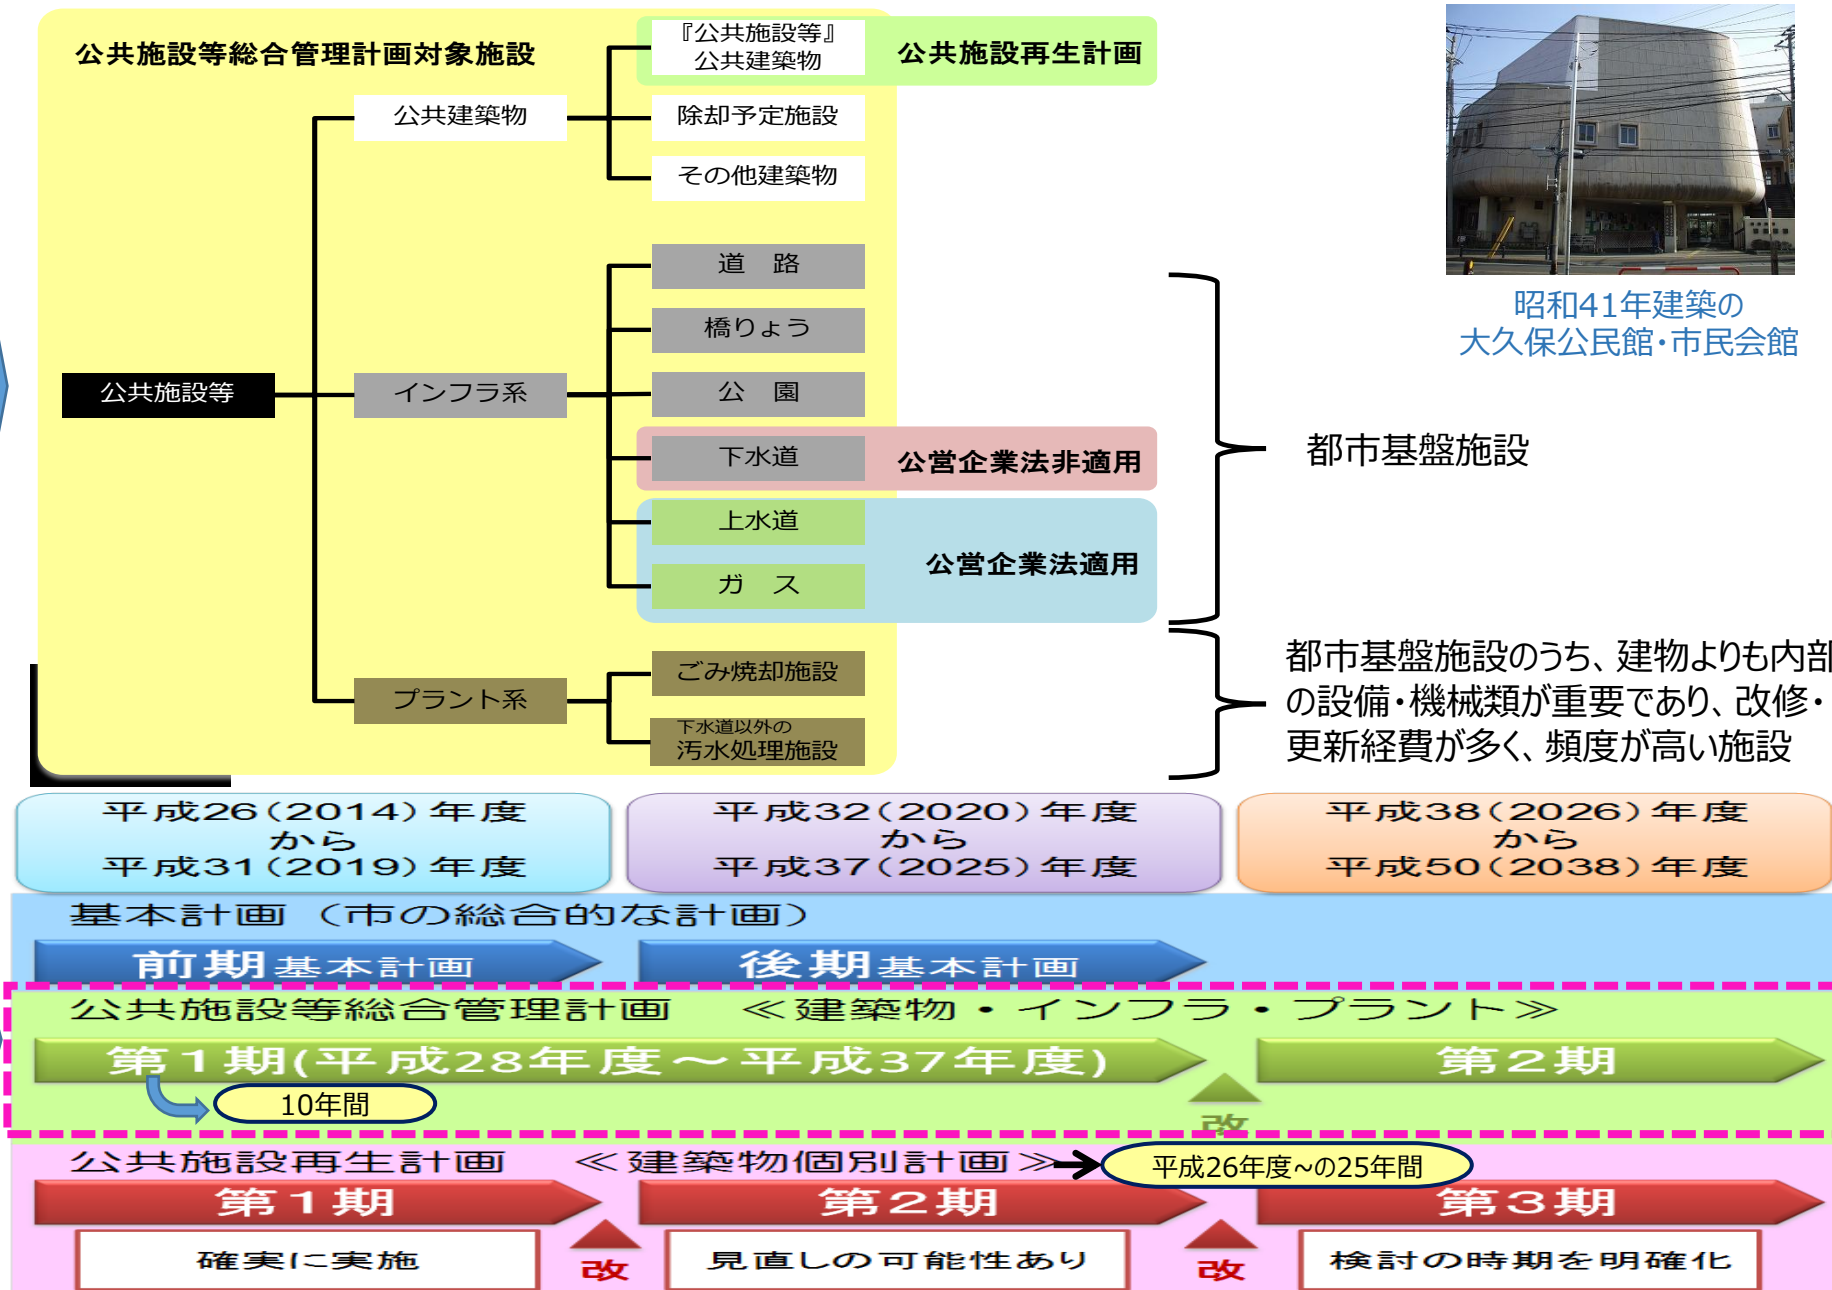 公共施設等総合管理計画対象施設
『公共施設等』
公共建築物
公共施設再生計画
公共建築物
除却予定施設
その他建築物
昭和41年建築の
大久保公民館・市民会館
公共施設等
インフラ系
道　路
橋りょう
公　園
下水道
公営企業法非適用
上水道
公営企業法適用
ガ　ス
都市基盤施設
プラント系
ごみ焼却施設
下水道以外の
汚水処理施設
都市基盤施設のうち、建物よりも内部
の設備・機械類が重要であり、改修・
更新経費が多く、頻度が高い施設
平成26(2014)年度
から
平成31(2019)年度
平成32(2020)年度
から
平成37(2025)年度
平成38(2026)年度
から
平成50(2038)年度
基本計画（市の総合的な計画）
前期基本計画
後期基本計画
公共施設等総合管理計画　≪建築物・インフラ・プラント≫
第１期(平成28年度～平成37年度)
第２期
10年間
改
公共施設再生計画　≪建築物個別計画≫
平成26年度~の25年間
第１期
第２期
第３期
確実に実施
改
見直しの可能性あり
改
検討の時期を明確化